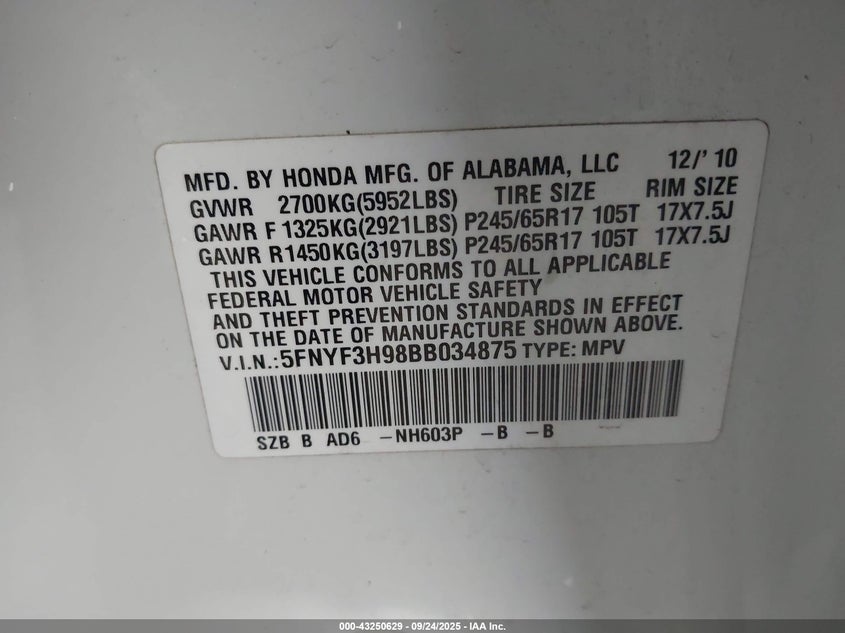 MFD. BY HONDA MFG. OF ALABAMA, LLC 12/' 10
GVWR 2700KG(5952LBS) TIRE SIZE RIM SIZE
GAWR F 1325KG(2921LBS) P245/65R17 105T 17X7.5J
GAWR R1450KG(3197LBS) P245/65R17 105T 17X7.5J
THIS VEHICLE CONFORMS TO ALL APPLICABLE
FEDERAL MOTOR VEHICLE SAFETY
AND THEFT PREVENTION STANDARDS IN EFFECT
ON THE DATE OF MANUFACTURE SHOWN ABOVE.
V.I.N.:5FNYF3H98BB034875 TYPE: MPV
SZB B AD6 -NH603P -B -B
000-43250629 - 09/24/2025 - IAA Inc.